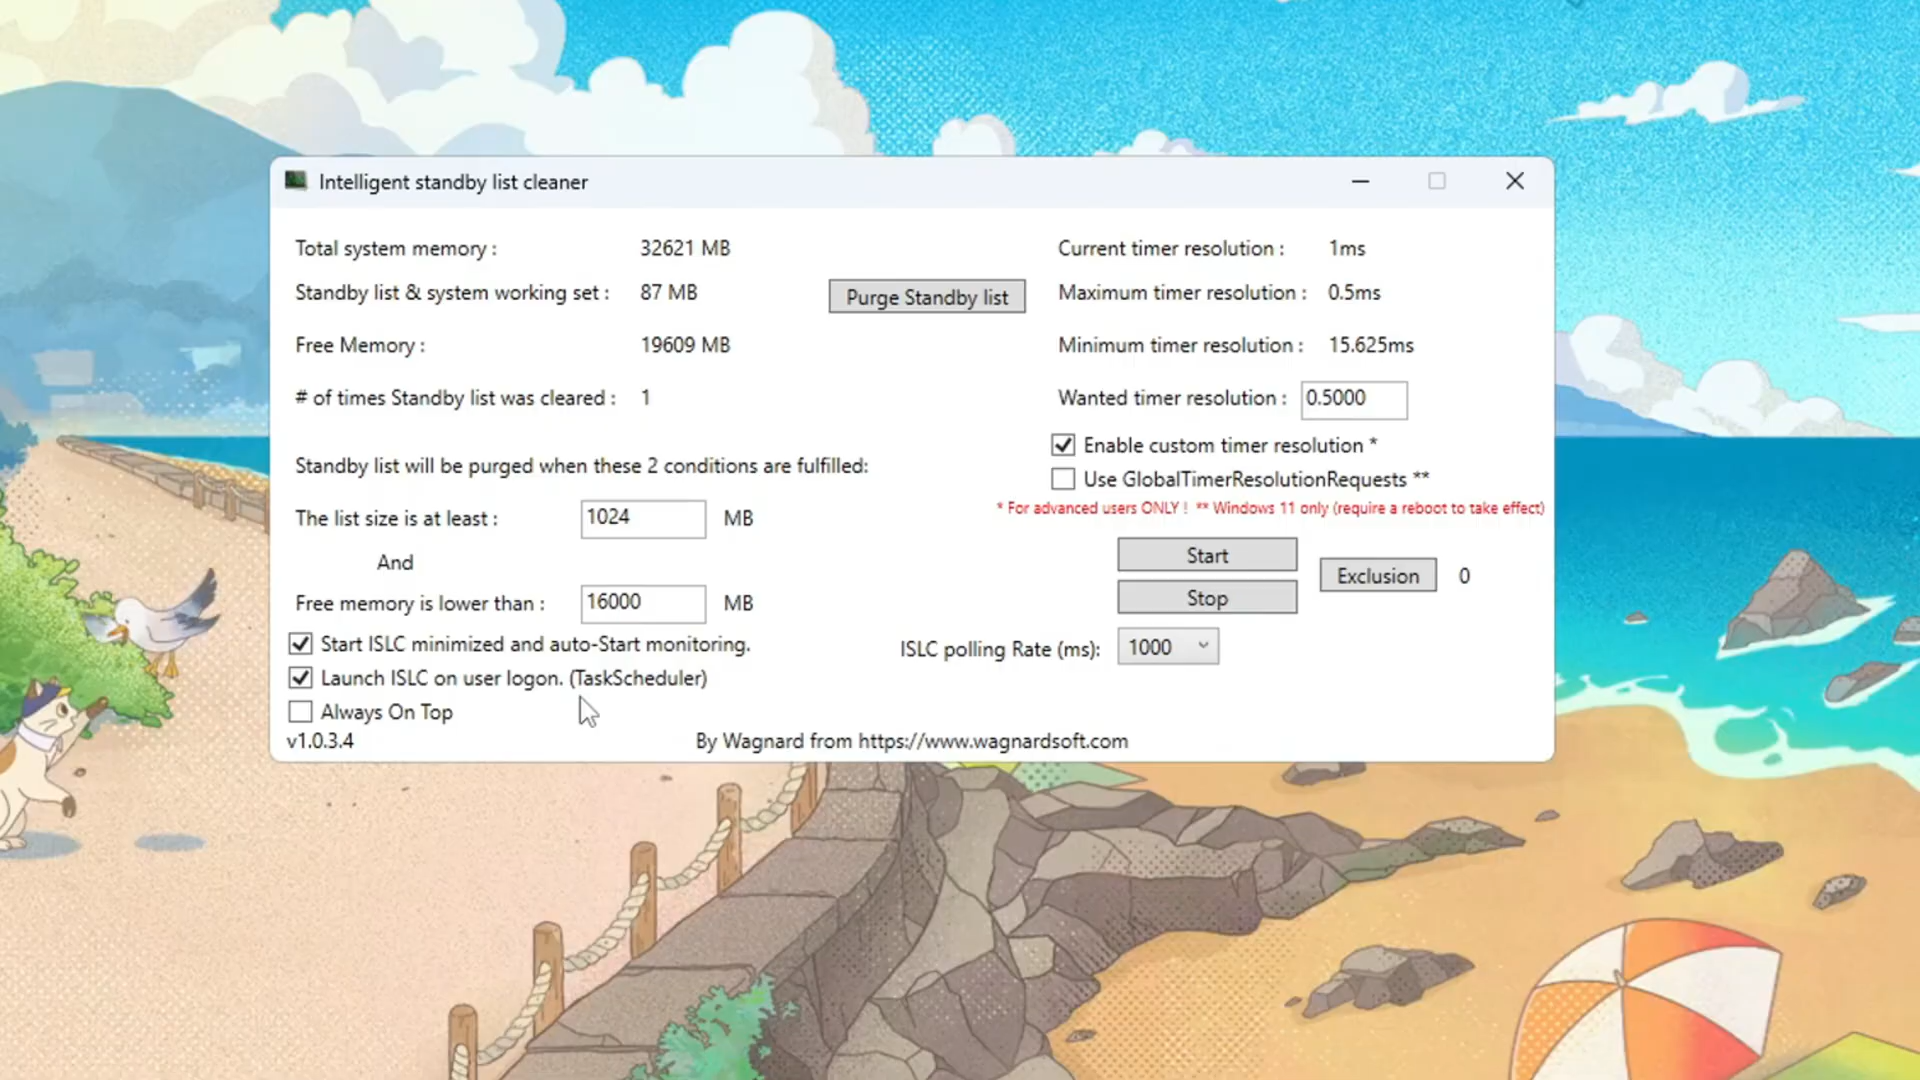 Intelligent standby list cleaner
Total system memory : 32621 MB
Standby list & system working set : 87 MB
Free Memory : 19609 MB
# of times Standby list was cleared : 1
Purge Standby list
Standby list will be purged when these 2 conditions are fulfilled:
The list size is at least : 1024 MB
And
Free memory is lower than : 16000 MB
Start ISLC minimized and auto-Start monitoring.
Launch ISLC on user logon. (TaskScheduler)
Always On Top
v1.0.3.4
Current timer resolution : 1ms
Maximum timer resolution : 0.5ms
Minimum timer resolution : 15.625ms
Wanted timer resolution : 0.5000
Enable custom timer resolution *
Use GlobalTimerResolutionRequests **
* For advanced users ONLY ! ** Windows 11 only (require a reboot to take effect)
Start
Stop
Exclusion 0
ISLC polling Rate (ms): 1000
By Wagnard from https://www.wagnardsoft.com